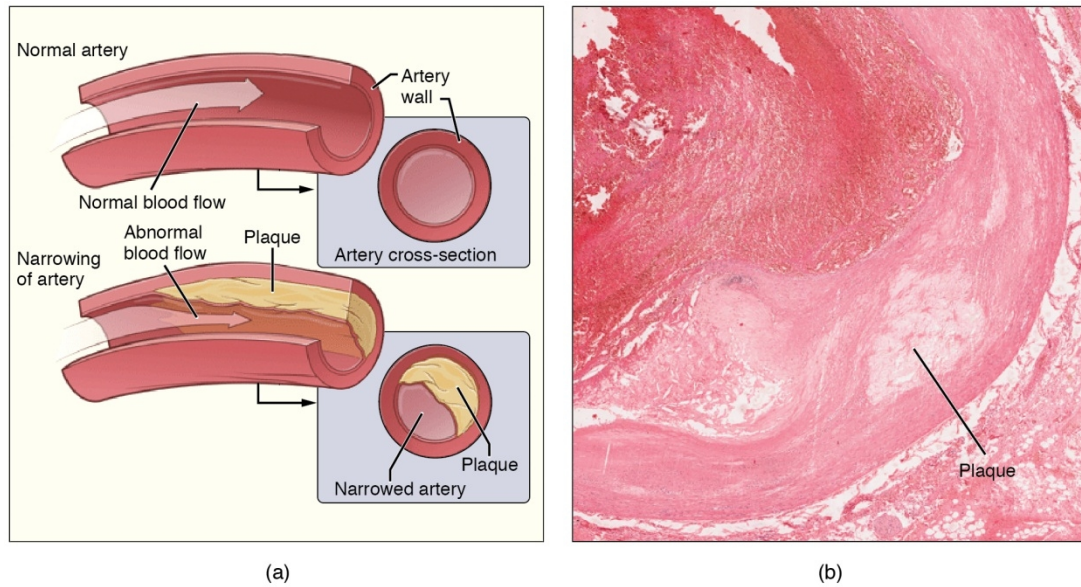 Normal artery
Artery
wall
Normal blood flow
Artery cross-section
Abnormal
blood flow
Plaque
Narrowing
of artery
Plaque
Narrowed artery
(a)
Plaque
(b)